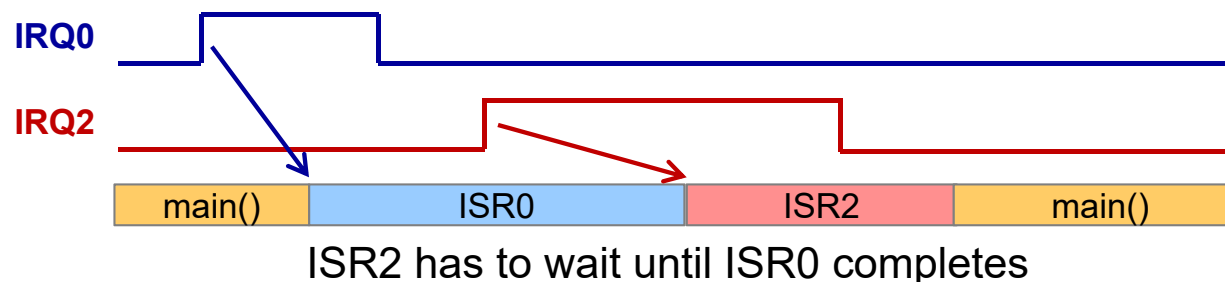 IRQ0
IRQ2
main() ISR0 ISR2 main()
ISR2 has to wait until ISR0 completes